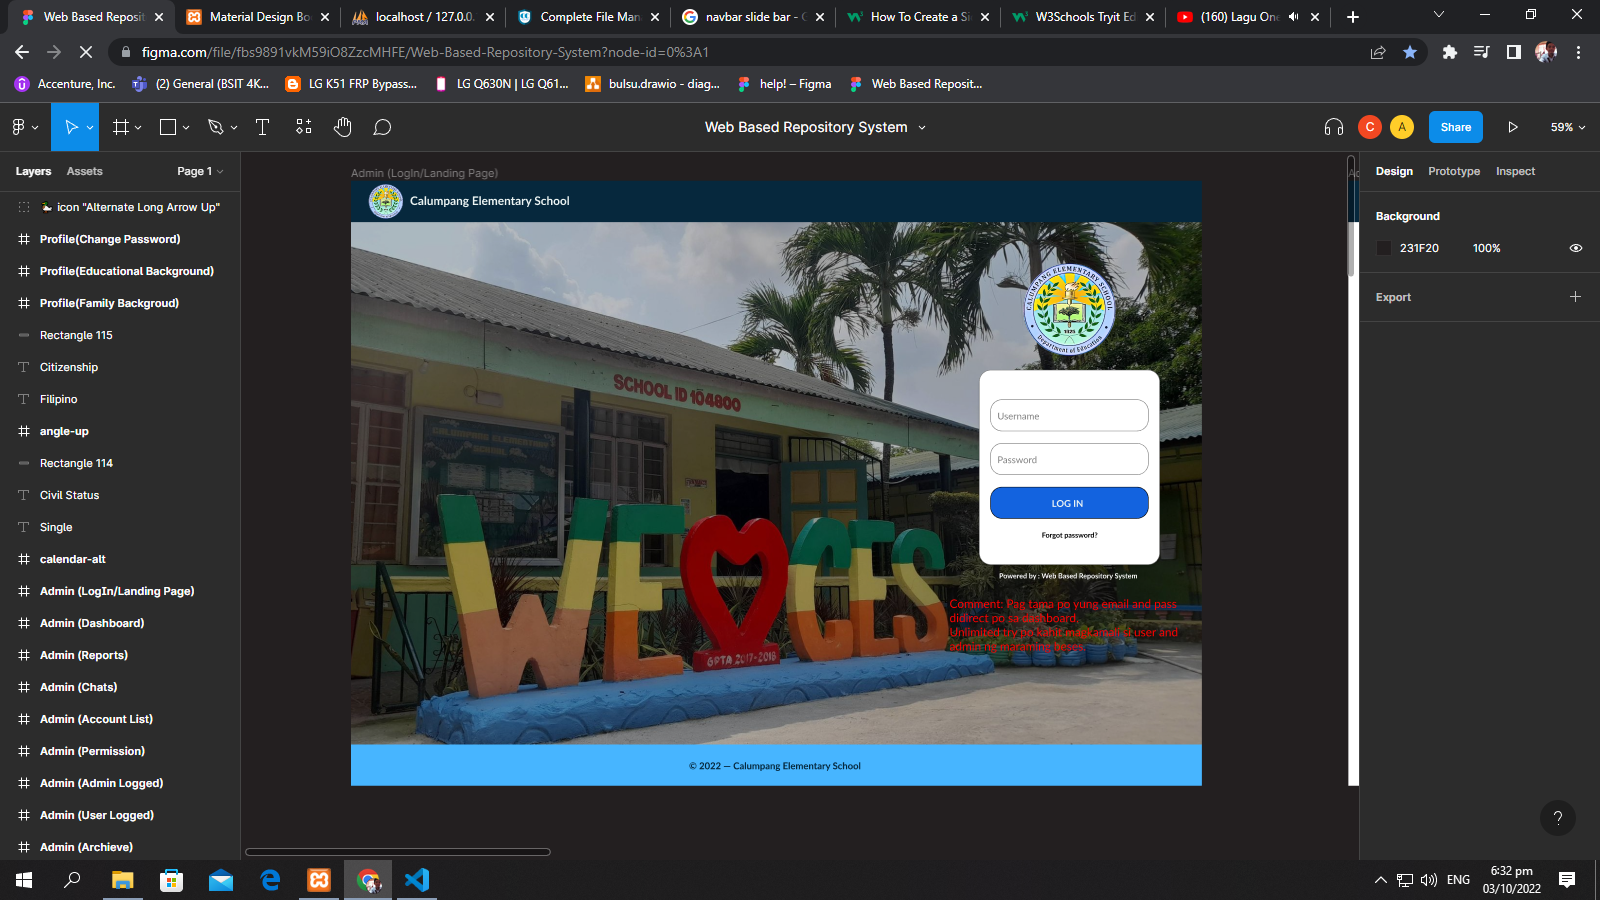 Web Based Reposit
Material Design Bo
localhost / 127.0.0.
Complete File Man
navbar slide bar - G
How To Create a Si
W3Schools Tryit Ed
(160) Lagu One
figma.com/file/fbs9891vkM59iO8ZzcMHFE/Web-Based-Repository-System?node-id=0%3A1
Accenture, Inc.
(2) General (BSIT 4K...
LG K51 FRP Bypass...
LG Q630N | LG Q61...
bulsu.drawio - diag...
help! – Figma
Web Based Reposit...
Web Based Repository System
C
A
Share
59%
Layers
Assets
Page 1
icon "Alternate Long Arrow Up"
Profile(Change Password)
Profile(Educational Background)
Profile(Family Backgroud)
Rectangle 115
Citizenship
Filipino
angle-up
Rectangle 114
Civil Status
Single
calendar-alt
Admin (LogIn/Landing Page)
Admin (Dashboard)
Admin (Reports)
Admin (Chats)
Admin (Account List)
Admin (Permission)
Admin (Admin Logged)
Admin (User Logged)
Admin (Archieve)
Admin (LogIn/Landing Page)
Calumpang Elementary School
CALUMPANG ELEMENTARY SCHOOL
1925
Department of Education
SCHOOL ID 104800
CALUMPANG ELEMENTARY
WE CES
GPTA 2017-2018
Username
Password
LOG IN
Forgot password?
Powered by : Web Based Repository System
Comment: Pag tama po yung email and pass
didirect po sa dashboard.
Unlimited try po kahit magkamali si user and
admin ng maraming beses.
© 2022 — Calumpang Elementary School
Design
Prototype
Inspect
Background
231F20
100%
Export
?
ENG
6:32 pm
03/10/2022